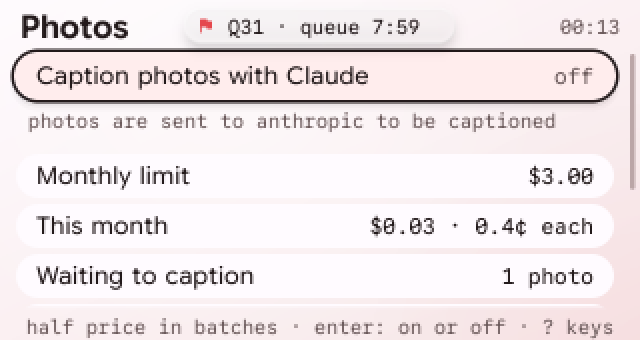 Photos
Q31 · queue 7:59
00:13
Caption photos with Claude off
photos are sent to anthropic to be captioned
Monthly limit $3.00
This month $0.03 · 0.4¢ each
Waiting to caption 1 photo
half price in batches · enter: on or off · ? keys